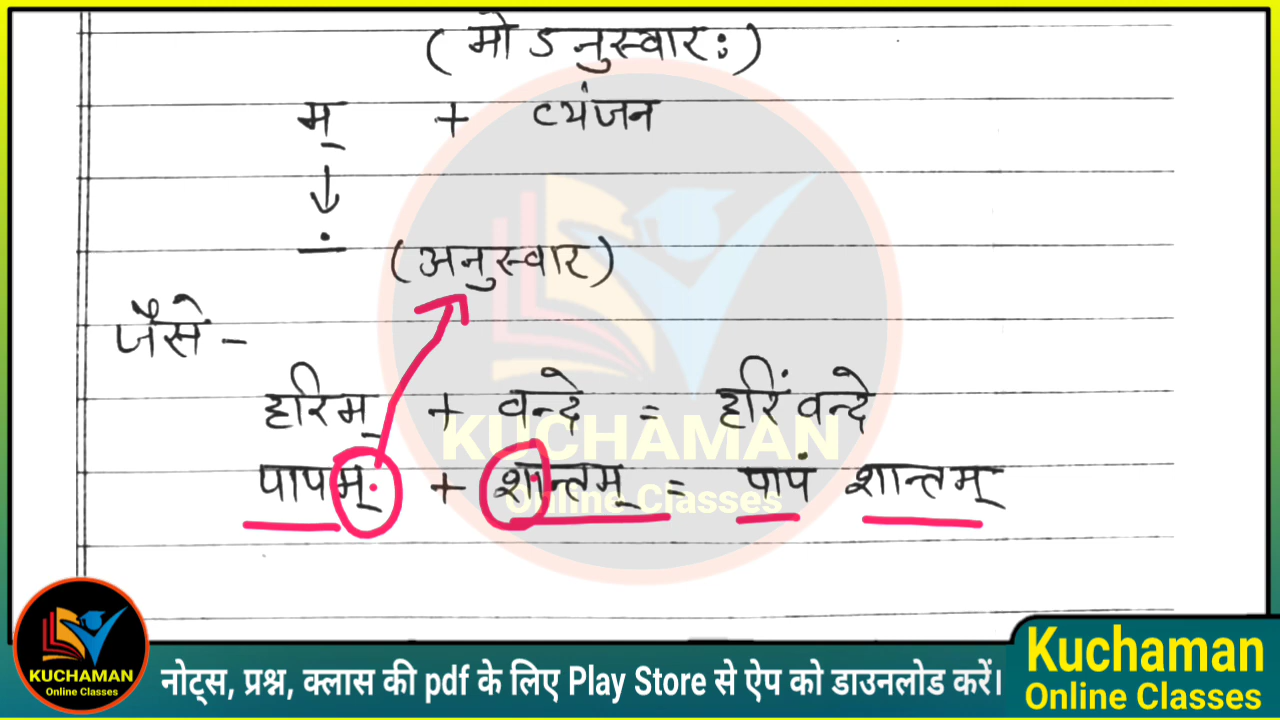 ( मो ऽ नुस्वार : )
म् + व्यंजन
↓
∸ (अनुस्वार)
जैसे -
हरिम् + वन्दे = हरिं वन्दे
पापम् + शान्तम् = पापं शान्तम्
KUCHAMAN
Online Classes
KUCHAMAN
Online Classes
नोट्स, प्रश्न, क्लास की pdf के लिए Play Store से ऐप को डाउनलोड करें।
Kuchaman
Online Classes